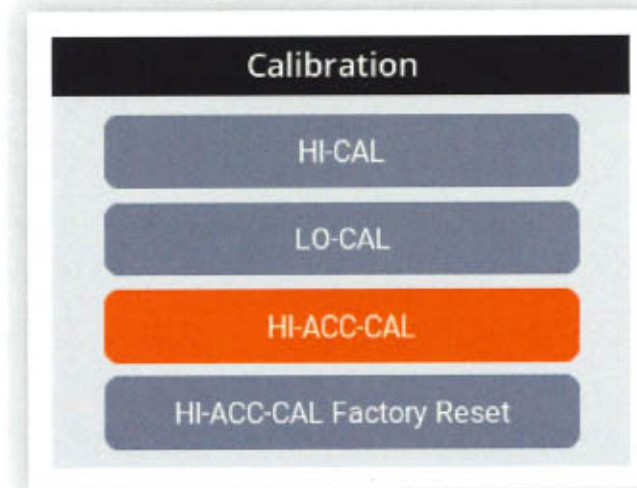 Calibration
HI-CAL
LO-CAL
HI-ACC-CAL
HI-ACC-CAL Factory Reset